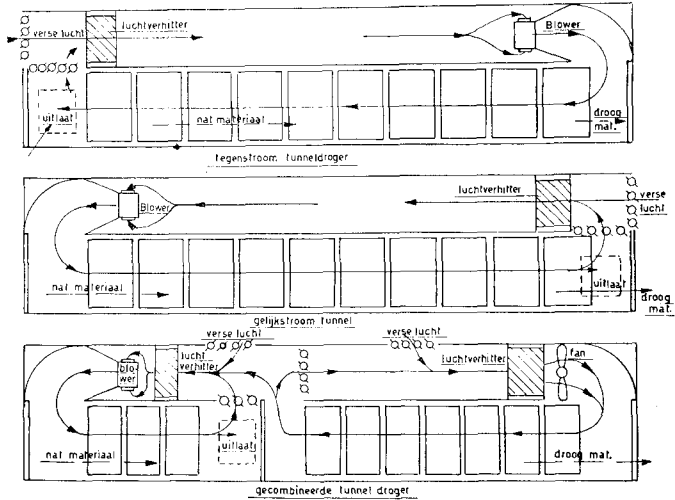 verse lucht
luchtverhitter
Blower
uitlaat
nat materiaal
droog
mat.
tegenstroom tunneldroger
Blower
luchtverhitter
verse
lucht
nat materiaal
uitlaat
droog
mat.
gelijkstroom tunnel
verse lucht
verse lucht
blo-
wer
lucht
verhitter
luchtverhitter
fan
nat materiaal
uitlaat
droog mat.
gecombineerde tunnel droger